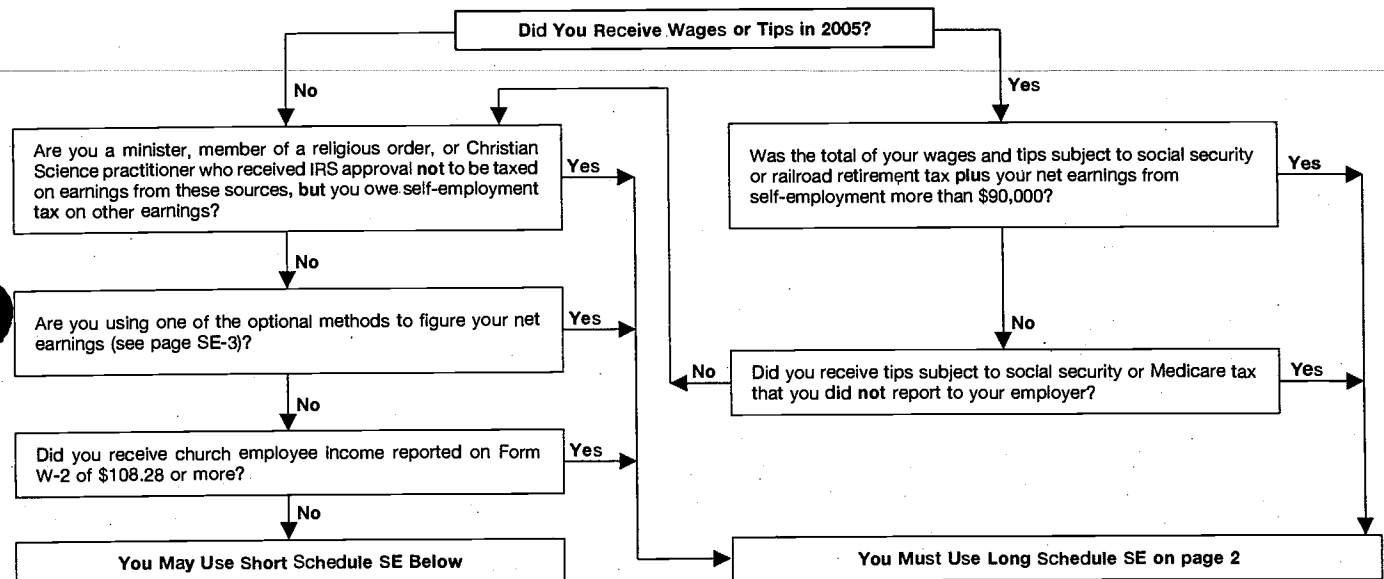 Did You Receive Wages or Tips in 2005?
No
Yes
Are you a minister, member of a religious order, or Christian
Science practitioner who received IRS approval not to be taxed
on earnings from these sources, but you owe self-employment
tax on other earnings?
Yes
Was the total of your wages and tips subject to social security
or railroad retirement tax plus your net earnings from
self-employment more than $90,000?
Yes
No
No
Are you using one of the optional methods to figure your net
earnings (see page SE-3)?
Yes
No
Did you receive tips subject to social security or Medicare tax
that you did not report to your employer?
Yes
No
Did you receive church employee income reported on Form
W-2 of $108.28 or more?
Yes
No
You May Use Short Schedule SE Below
You Must Use Long Schedule SE on page 2